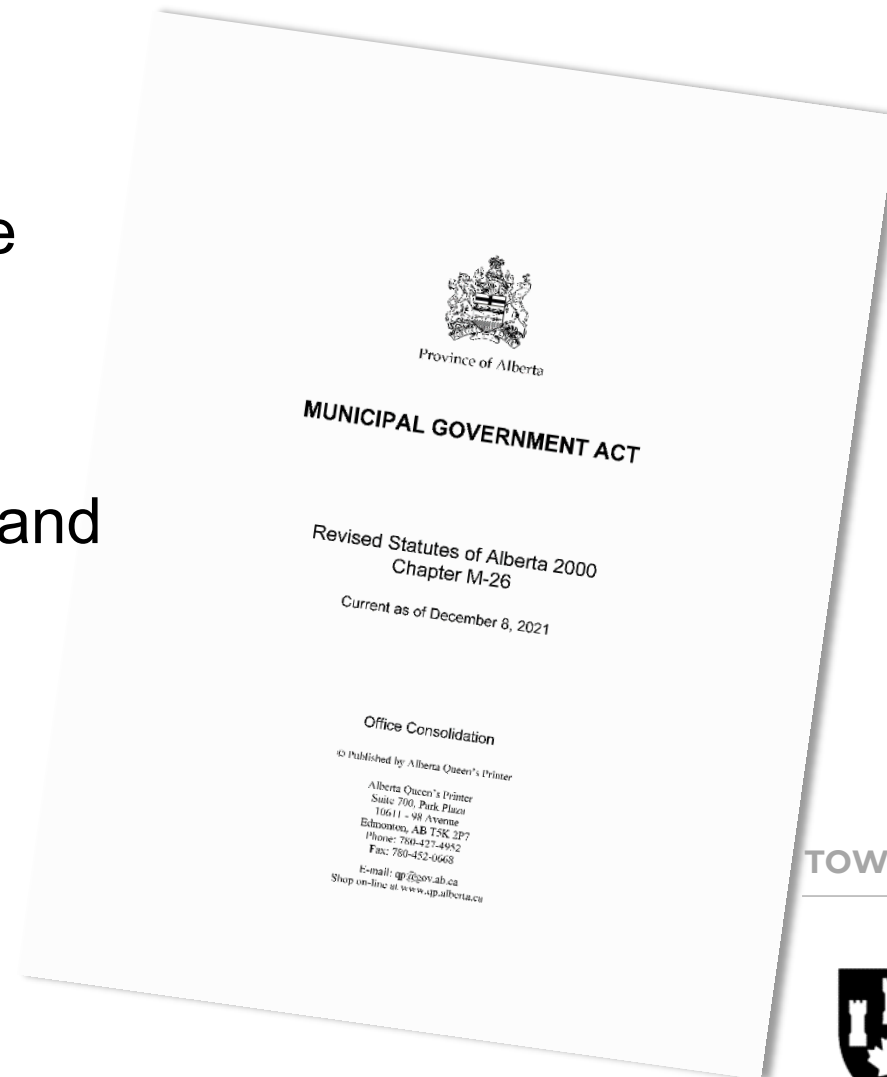 e
and
Province of Alberta
MUNICIPAL GOVERNMENT ACT
Revised Statutes of Alberta 2000
Chapter M-26
Current as of December 8, 2021
Office Consolidation
© Published by Alberta Queen's Printer
Alberta Queen's Printer
Suite 700, Park Plaza
10611 - 98 Avenue
Edmonton, AB T5K 2P7
Phone: 780-427-4952
Fax: 780-452-0668
E-mail: qp@gov.ab.ca
Shop on-line at www.qp.alberta.ca
TOW